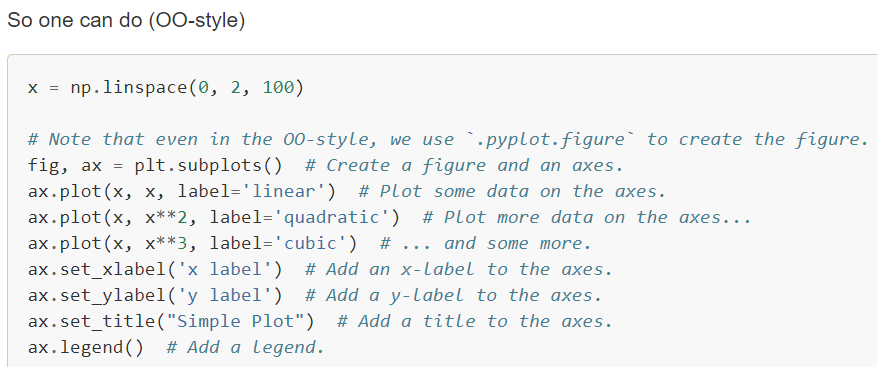 So one can do (OO-style)
x = np.linspace(0, 2, 100)
# Note that even in the OO-style, we use `.pyplot.figure` to create the figure.
fig, ax = plt.subplots()  # Create a figure and an axes.
ax.plot(x, x, label='linear')  # Plot some data on the axes.
ax.plot(x, x**2, label='quadratic')  # Plot more data on the axes...
ax.plot(x, x**3, label='cubic')  # ... and some more.
ax.set_xlabel('x label')  # Add an x-label to the axes.
ax.set_ylabel('y label')  # Add a y-label to the axes.
ax.set_title("Simple Plot")  # Add a title to the axes.
ax.legend()  # Add a legend.